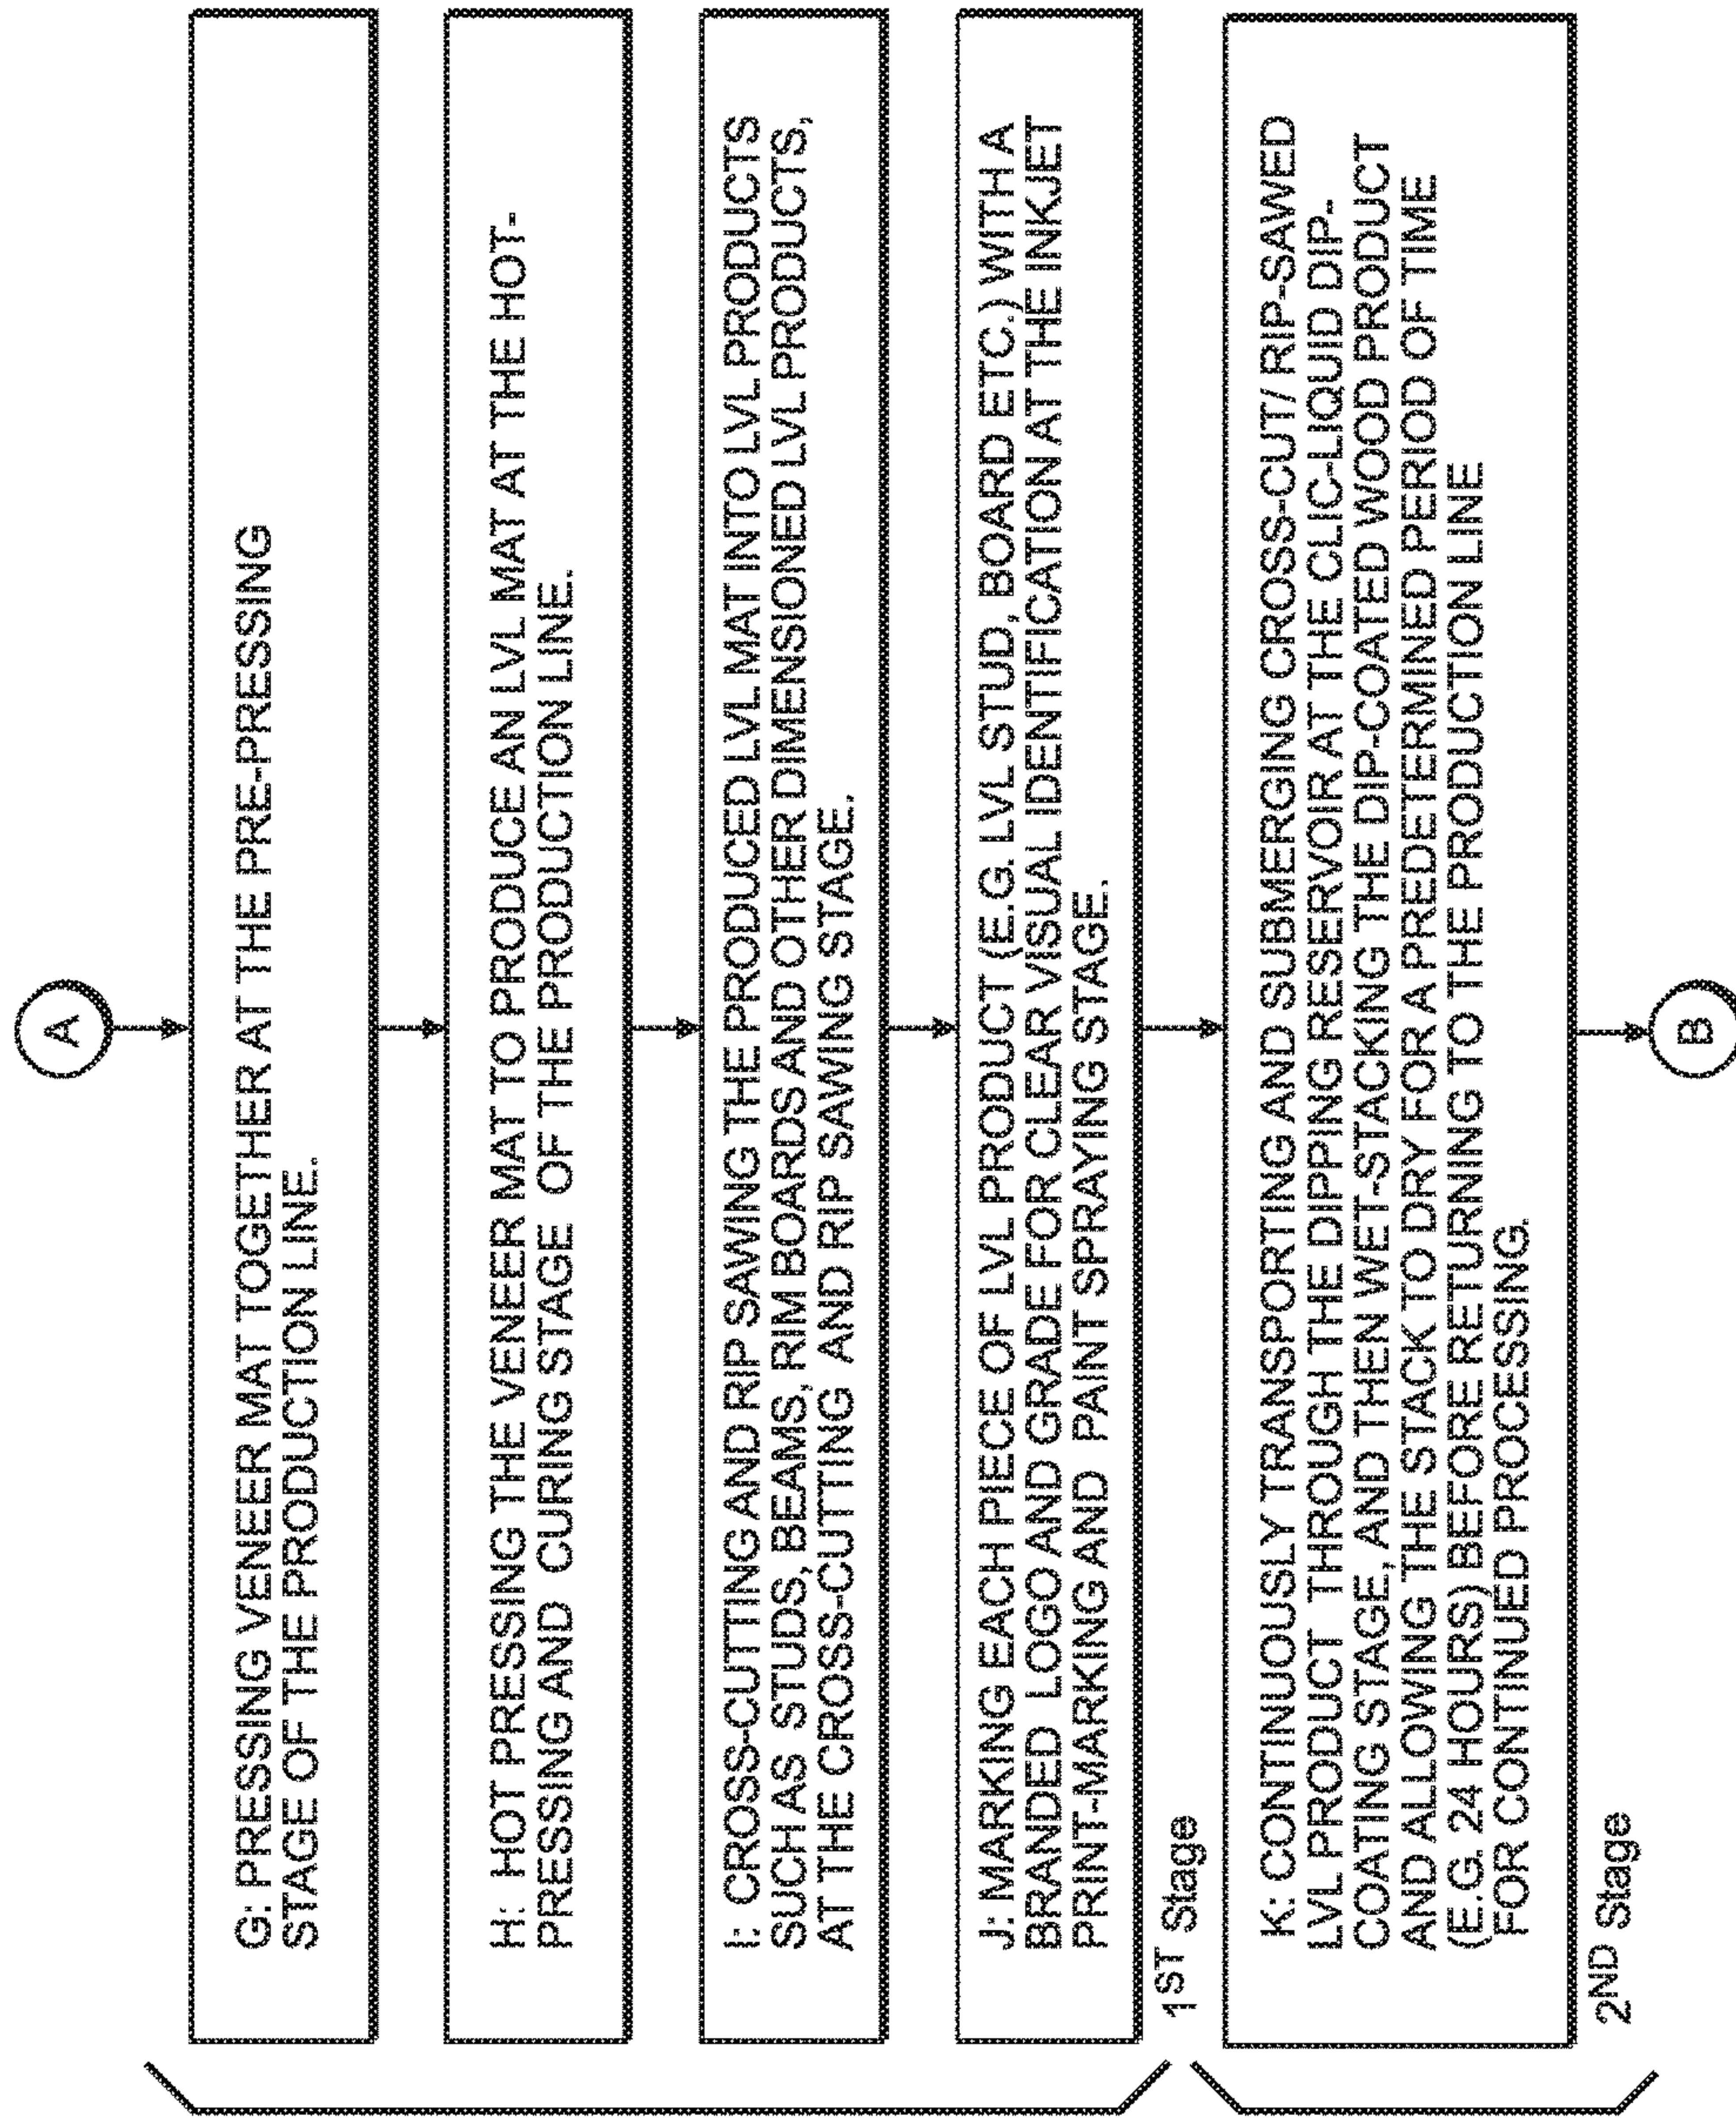 A
G: PRESSING VENEER MAT TOGETHER AT THE PRE-PRESSING
STAGE OF THE PRODUCTION LINE.
H: HOT PRESSING THE VENEER MAT TO PRODUCE AN LVL MAT AT THE HOT-
PRESSING AND CURING STAGE OF THE PRODUCTION LINE.
I: CROSS-CUTTING AND RIP SAWING THE PRODUCED LVL MAT INTO LVL PRODUCTS
SUCH AS STUDS, BEAMS, RIM BOARDS AND OTHER DIMENSIONED LVL PRODUCTS,
AT THE CROSS-CUTTING AND RIP SAWING STAGE.
J: MARKING EACH PIECE OF LVL PRODUCT (E.G. LVL STUD, BOARD ETC.) WITH A
BRANDED LOGO AND GRADE FOR CLEAR VISUAL IDENTIFICATION AT THE INKJET
PRINT-MARKING AND PAINT SPRAYING STAGE.
1ST Stage
K: CONTINUOUSLY TRANSPORTING AND SUBMERGING CROSS-CUT/ RIP-SAWED
LVL PRODUCT THROUGH THE DIPPING RESERVOIR AT THE CLIC-LIQUID DIP-
COATING STAGE, AND THEN WET-STACKING THE DIP-COATED WOOD PRODUCT
AND ALLOWING THE STACK TO DRY FOR A PREDETERMINED PERIOD OF TIME
(E.G. 24 HOURS) BEFORE RETURNING TO THE PRODUCTION LINE
FOR CONTINUED PROCESSING.
2ND Stage
B